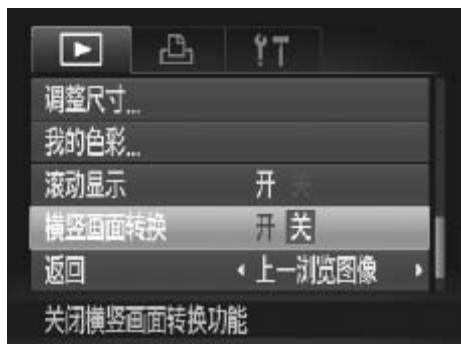 调整尺寸...
我的色彩...
滚动显示 开 关
横竖画面转换 开 关
返回 上一浏览图像
关闭横竖画面转换功能